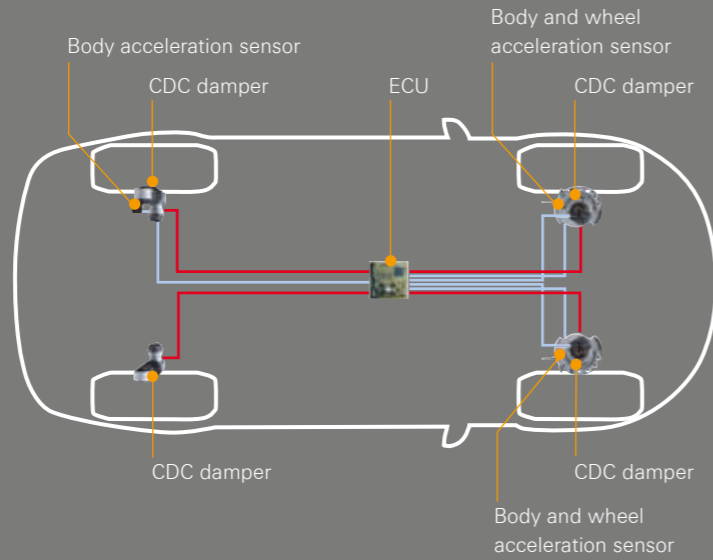 Body and wheel
acceleration sensor
Body acceleration sensor
CDC damper
ECU
CDC damper
CDC damper
CDC damper
Body and wheel
acceleration sensor